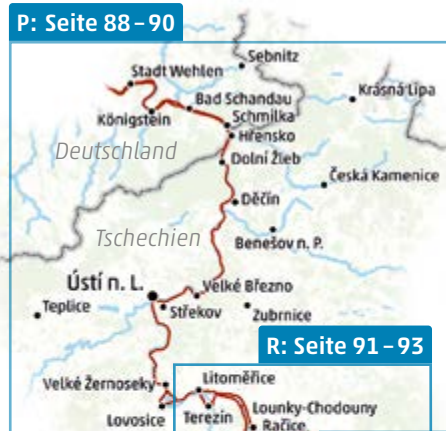 P: Seite 88–90
Sebnitz
Stadt Wehlen
Krásná Lípa
Bad Schandau
Königstein
Schmilka
Hřensko
Deutschland
Dolní Žleb
Česká Kamenice
Děčín
Tschechien
Benešov n. P.
Ústí n. L.
Velké Březno
Teplice
Střekov
Zubrnice
R: Seite 91–93
Velké Žernoseky
Litoměřice
Lounky-Chodouny
Lovosice
Terezín
Račice